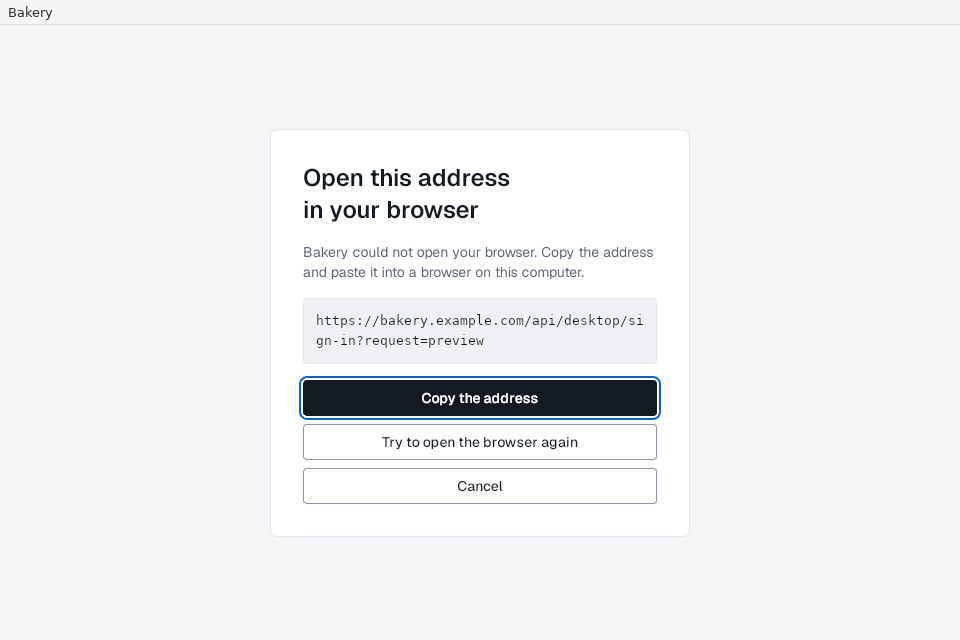 Bakery
Open this address
in your browser
Bakery could not open your browser. Copy the address
and paste it into a browser on this computer.
https://bakery.example.com/api/desktop/si
gn-in?request=preview
Copy the address
Try to open the browser again
Cancel